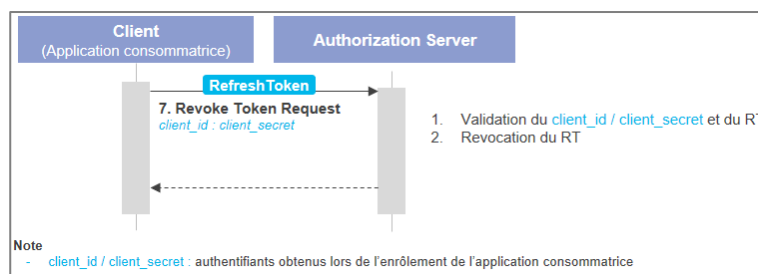 Client
(Application consommatrice)
Authorization Server
RefreshToken
7. Revoke Token Request
client_id : client_secret
1. Validation du client_id / client_secret et du RT
2. Revocation du RT
Note
- client_id / client_secret : authentifiants obtenus lors de l'enrôlement de l'application consommatrice